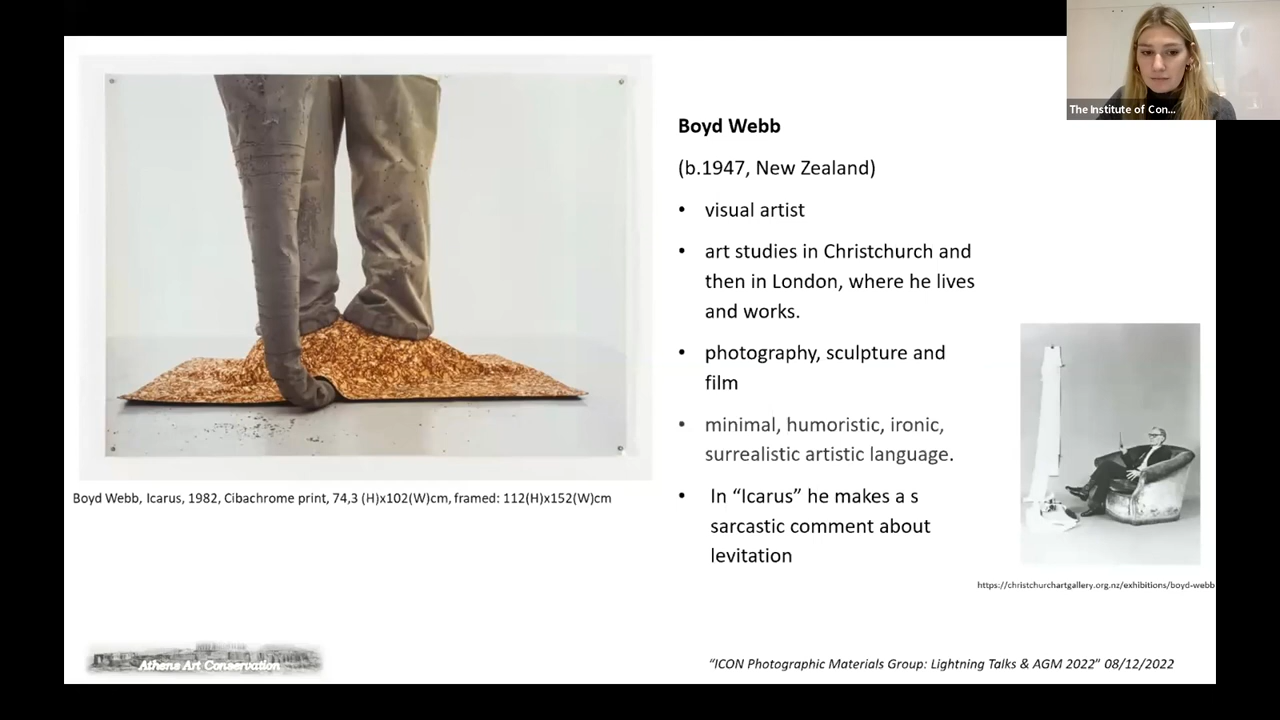 The Institute of Con...
Boyd Webb
(b.1947, New Zealand)
• visual artist
• art studies in Christchurch and
then in London, where he lives
and works.
• photography, sculpture and
film
• minimal, humoristic, ironic,
surrealistic artistic language.
• In “Icarus” he makes a s
sarcastic comment about
levitation
Boyd Webb, Icarus, 1982, Cibachrome print, 74,3 (H)x102(W)cm, framed: 112(H)x152(W)cm
https://christchurchartgallery.org.nz/exhibitions/boyd-webb
Athens Art Conservation
“ICON Photographic Materials Group: Lightning Talks & AGM 2022” 08/12/2022